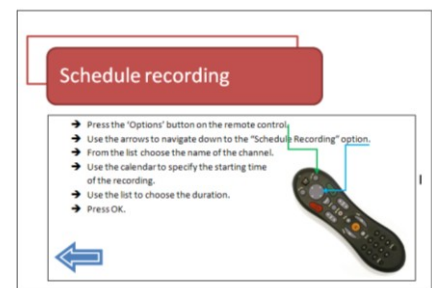 Schedule recording
➔ Press the 'Options' button on the remote control.
➔ Use the arrows to navigate down to the "Schedule Recording" option.
➔ From the list choose the name of the channel.
➔ Use the calendar to specify the starting time
of the recording.
➔ Use the list to choose the duration.
➔ Press OK.